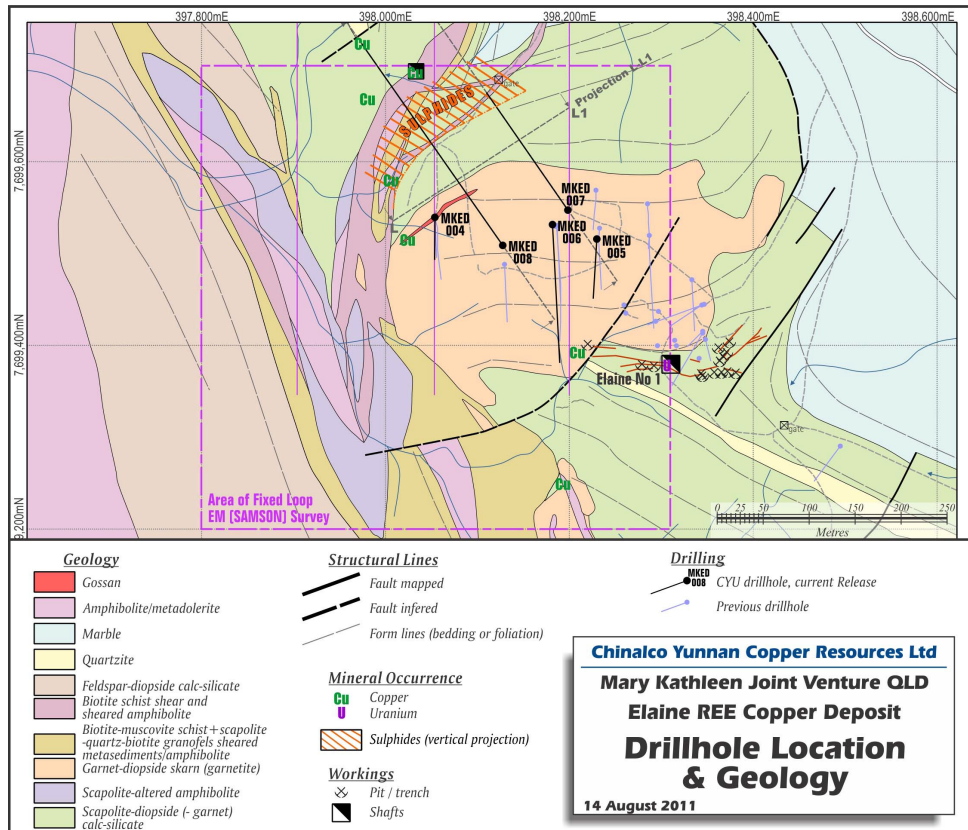 397,800mE 398,000mE 398,200mE 398,400mE 398,600mE
7,699,600mN
7,699,400mN
9,200mN
Cu
Cu
Cu
Cu
Cu
Cu
SULPHIDES
gate
Projection L-L1
L1
L
MKED
004
MKED
007
MKED
006
MKED
005
MKED
008
U
Elaine No 1
gate
Area of Fixed Loop
EM [SAMSON] Survey
0 25 50 100 150 200 250
Metres
Geology
Gossan
Amphibolite/metadolerite
Marble
Quartzite
Feldspar-diopside calc-silicate
Biotite schist shear and
sheared amphibolite
Biotite-muscovite schist+scapolite
-quartz-biotite granofels sheared
metasediments/amphibolite
Garnet-diopside skarn (garnetite)
Scapolite-altered amphibolite
Scapolite-diopside (- garnet)
calc-silicate
Structural Lines
Fault mapped
Fault infered
Form lines (bedding or foliation)
Mineral Occurrence
Cu Copper
U Uranium
Sulphides (vertical projection)
Workings
Pit / trench
Shafts
Drilling
MKED
008
CYU drillhole, current Release
Previous drillhole
Chinalco Yunnan Copper Resources Ltd
Mary Kathleen Joint Venture QLD
Elaine REE Copper Deposit
Drillhole Location
& Geology
14 August 2011